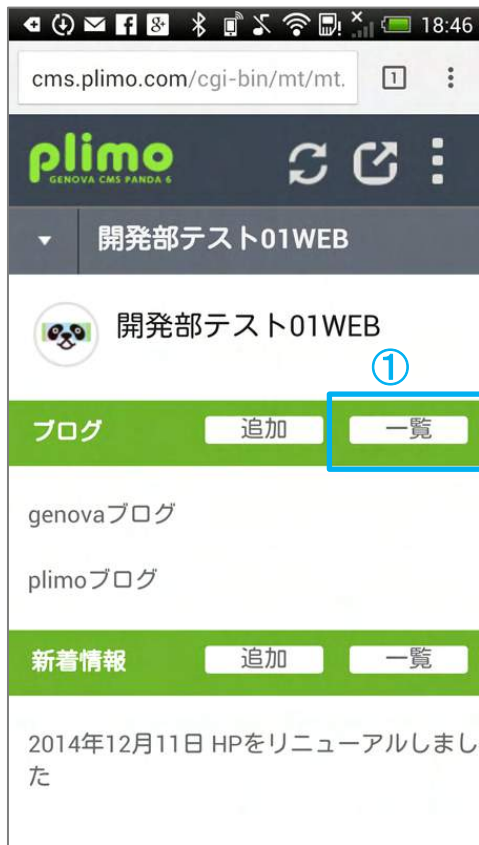 18:46
cms.plimo.com/cgi-bin/mt/mt.
1
plimo
GENOVA CMS PANDA 6
開発部テスト01WEB
開発部テスト01WEB
①
ブログ 追加 一覧
genovaブログ
plimoブログ
新着情報 追加 一覧
2014年12月11日 HPをリニューアルしまし
た